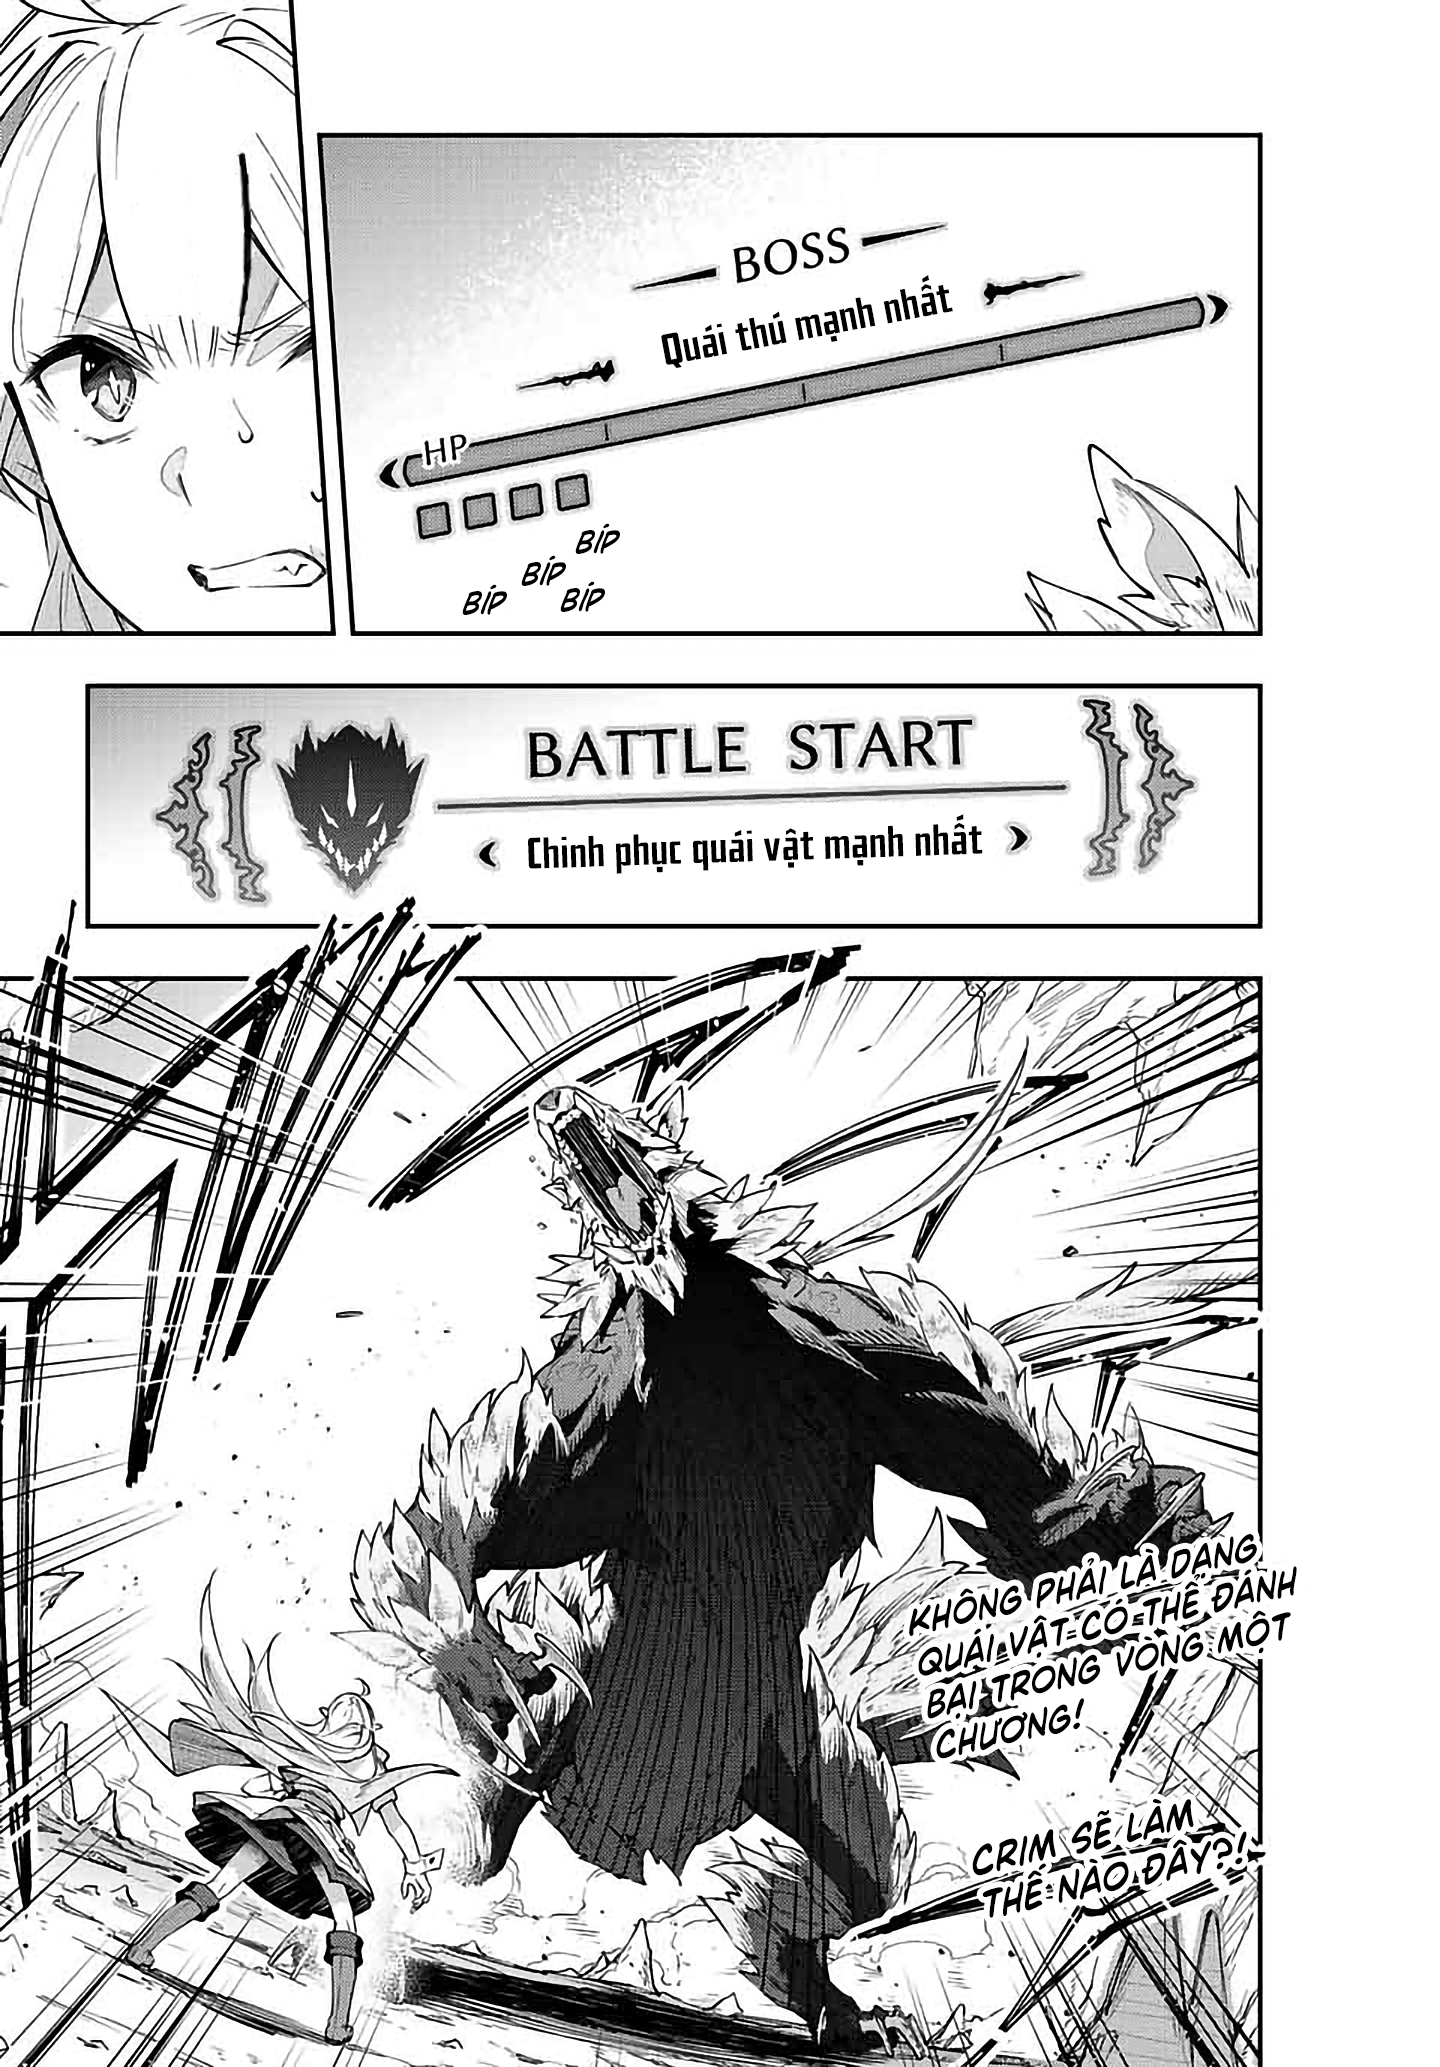 BOSS
Quái thú mạnh nhất
HP
BÍP
BÍP
BÍP
BÍP
BATTLE START
Chinh phục quái vật mạnh nhất
KHÔNG PHẢI LÀ DẠNG
QUÁI VẬT CÓ THỂ ĐÁNH
BẠI TRONG VÒNG MỘT
CHƯƠNG!
CRIM SẼ LÀM
THẾ NÀO ĐÂY?!